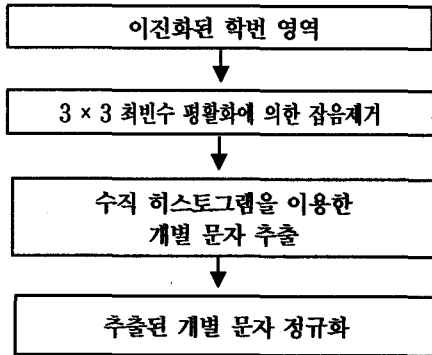 이진화된 학번 영역
3 × 3 최빈수 평활화에 의한 잡음제거
수직 히스토그램을 이용한
개별 문자 추출
추출된 개별 문자 정규화